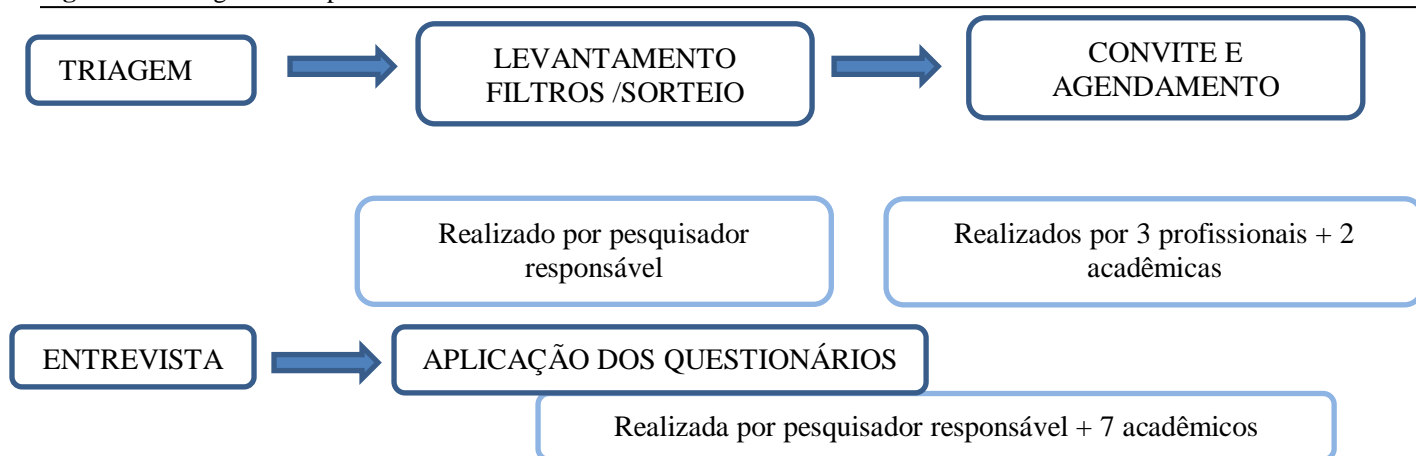 TRIAGEM
LEVANTAMENTO
FILTROS /SORTEIO
CONVITE E
AGENDAMENTO
Realizado por pesquisador
responsável
Realizados por 3 profissionais + 2
acadêmicas
ENTREVISTA
APLICAÇÃO DOS QUESTIONÁRIOS
Realizada por pesquisador responsável + 7 acadêmicos